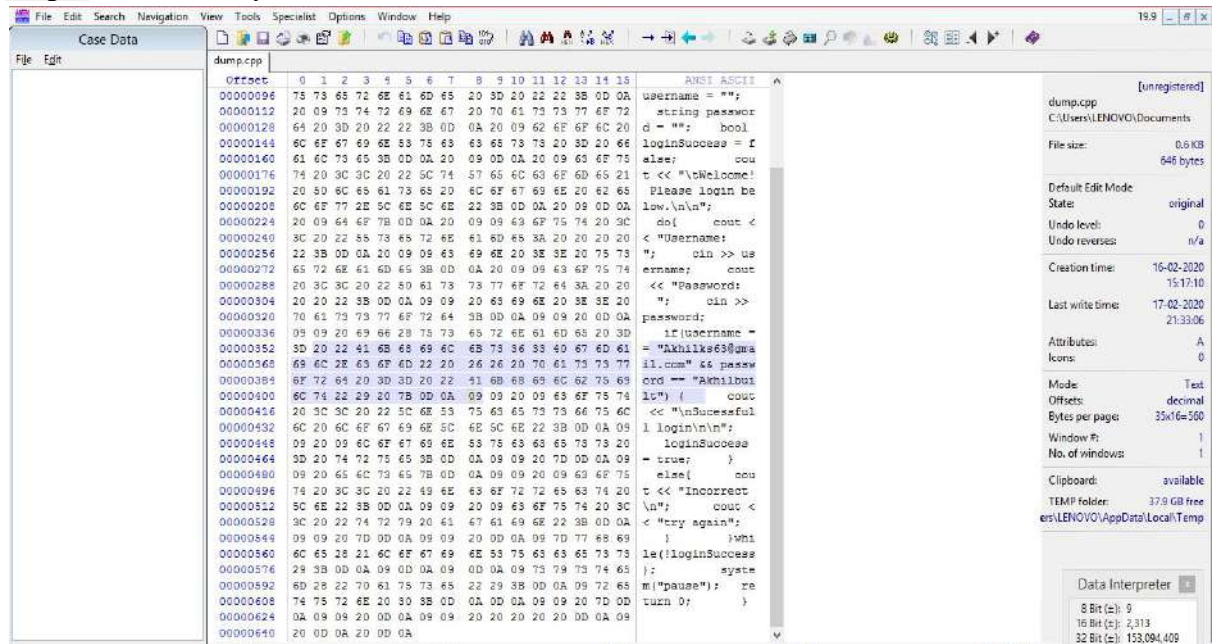 File Edit Search Navigation View Tools Specialist Options Window Help
19.9
Case Data
File Edit
dump.cpp
Offset 0 1 2 3 4 5 6 7 8 9 10 11 12 13 14 15 ANSI ASCII
00000096 75 73 65 72 6E 61 6D 65 20 3D 20 22 22 3B 0D 0A username = "";
00000112 20 09 73 74 72 69 6E 67 20 70 61 73 73 77 6F 72 string passwor
00000128 64 20 3D 20 22 22 3B 0D 0A 20 09 62 6F 6F 6C 20 d = ""; bool
00000144 6C 6F 67 69 6E 53 75 63 63 65 73 73 20 3D 20 66 loginSuccess = f
00000160 61 6C 73 65 3B 0D 0A 20 09 0D 0A 20 09 63 6F 75 alse; cou
00000176 74 20 3C 3C 20 22 5C 74 57 65 6C 63 6F 6D 65 21 t << "\tWelcome!
00000192 20 50 6C 65 61 73 65 20 6C 6F 67 69 6E 20 62 65 Please login be
00000208 6C 6F 77 2E 5C 6E 5C 6E 22 3B 0D 0A 20 09 0D 0A low.\n\n";
00000224 20 09 64 6F 7B 0D 0A 20 09 09 63 6F 75 74 20 3C do{ cout <
00000240 3C 20 22 55 73 65 72 6E 61 6D 65 3A 20 20 20 20 < "Username:
00000256 22 3B 0D 0A 20 09 09 63 69 6E 20 3E 3E 20 75 73 "; cin >> us
00000272 65 72 6E 61 6D 65 3B 0D 0A 20 09 09 63 6F 75 74 ername; cout
00000288 20 3C 3C 20 22 50 61 73 73 77 6F 72 64 3A 20 20 << "Password:
00000304 20 20 22 3B 0D 0A 09 09 20 63 69 6E 20 3E 3E 20 "; cin >>
00000320 70 61 73 73 77 6F 72 64 3B 0D 0A 09 09 20 0D 0A password;
00000336 09 09 20 69 66 28 75 73 65 72 6E 61 6D 65 20 3D if(username =
00000352 3D 20 22 41 6B 68 69 6C 6B 73 36 33 40 67 6D 61 = "Akhilks63@gma
00000368 69 6C 2E 63 6F 6D 22 20 26 26 20 70 61 73 73 77 il.com" && passw
00000384 6F 72 64 20 3D 3D 20 22 41 6B 68 69 6C 62 75 69 ord == "Akhilbui
00000400 6C 74 22 29 20 7B 0D 0A 09 09 20 09 63 6F 75 74 lt") { cout
00000416 20 3C 3C 20 22 5C 6E 53 75 63 65 73 73 66 75 6C << "\nSucessful
00000432 6C 20 6C 6F 67 69 6E 5C 6E 5C 6E 22 3B 0D 0A 09 l login\n\n";
00000448 09 20 09 6C 6F 67 69 6E 53 75 63 63 65 73 73 20 loginSuccess
00000464 3D 20 74 72 75 65 3B 0D 0A 09 09 20 7D 0D 0A 09 = true; }
00000480 09 20 65 6C 73 65 7B 0D 0A 09 09 20 09 63 6F 75 else{ cou
00000496 74 20 3C 3C 20 22 49 6E 63 6F 72 72 65 63 74 20 t << "Incorrect
00000512 5C 6E 22 3B 0D 0A 09 09 20 09 63 6F 75 74 20 3C \n"; cout <
00000528 3C 20 22 74 72 79 20 61 67 61 69 6E 22 3B 0D 0A < "try again";
00000544 09 09 20 7D 0D 0A 09 09 20 0D 0A 09 7D 77 68 69 } }whi
00000560 6C 65 28 21 6C 6F 67 69 6E 53 75 63 63 65 73 73 le(!loginSuccess
00000576 29 3B 0D 0A 09 0D 0A 09 0D 0A 09 73 79 73 74 65 ); syste
00000592 6D 28 22 70 61 75 73 65 22 29 3B 0D 0A 09 72 65 m("pause"); re
00000608 74 75 72 6E 20 30 3B 0D 0A 0D 0A 09 09 20 7D 0D turn 0; }
00000624 0A 09 09 20 0D 0A 09 09 20 20 20 20 20 0D 0A 09
00000640 20 0D 0A 20 0D 0A
[unregistered]
dump.cpp
C:\Users\LENOVO\Documents
File size: 0.6 KB
646 bytes
Default Edit Mode
State: original
Undo level: 0
Undo reverses: n/a
Creation time: 16-02-2020
15:17:10
Last write time: 17-02-2020
21:33:06
Attributes: A
Icons: 0
Mode: Text
Offsets: decimal
Bytes per page: 35x16=560
Window #: 1
No. of windows: 1
Clipboard: available
TEMP folder: 37.9 GB free
ers\LENOVO\AppData\Local\Temp
Data Interpreter
8 Bit (±): 9
16 Bit (±): 2,313
32 Bit (±): 153,094,409